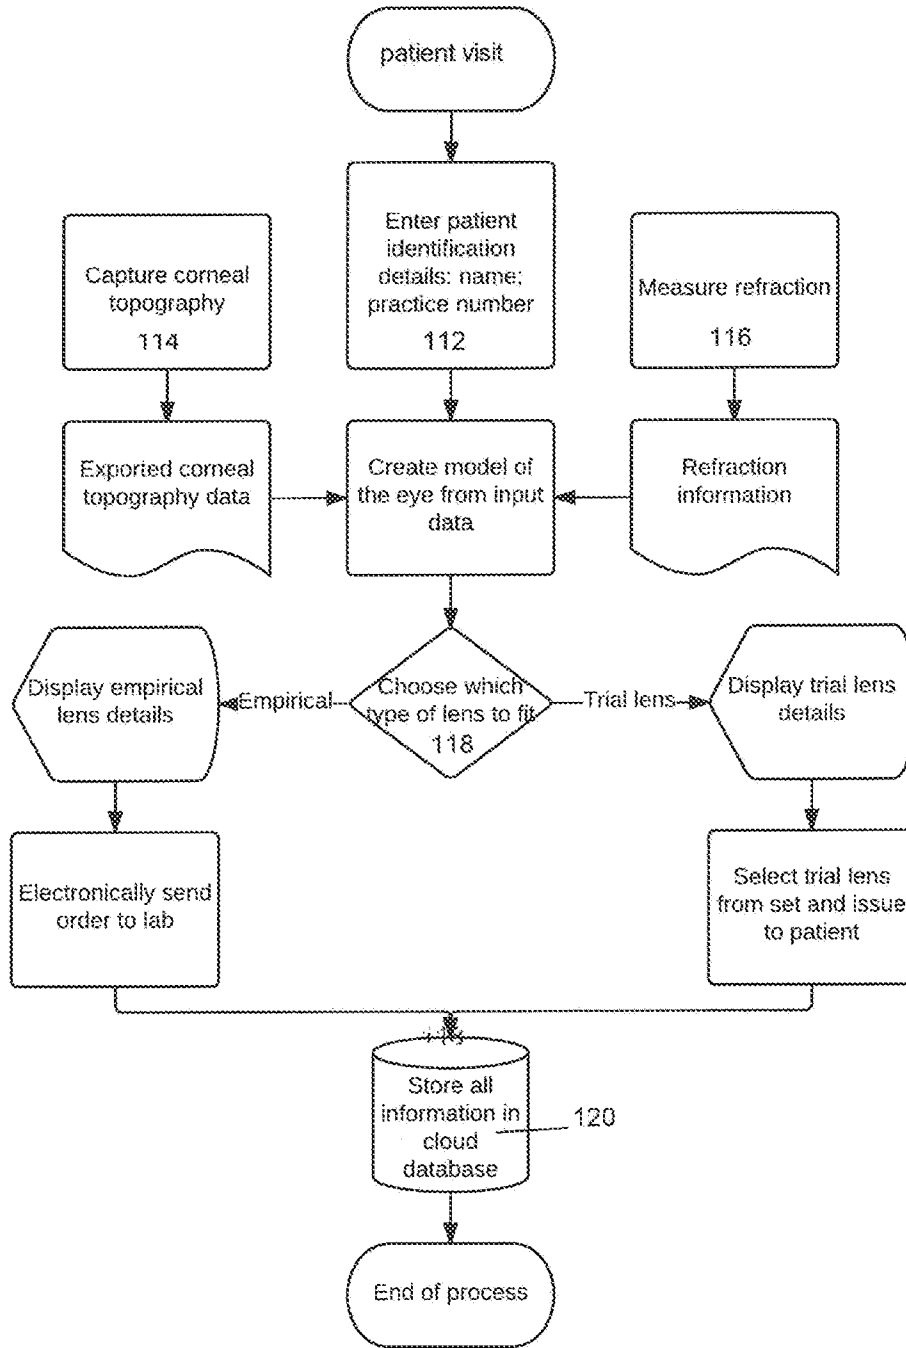 patient visit
Enter patient
identification
details: name;
practice number
112
Capture corneal
topography
114
Measure refraction
116
Exported corneal
topography data
Create model of
the eye from input
data
Refraction
information
Display empirical
lens details
Empirical
Choose which
type of lens to fit
118
Trial lens
Display trial lens
details
Electronically send
order to lab
Select trial lens
from set and issue
to patient
Store all
information in
cloud
database
120
End of process